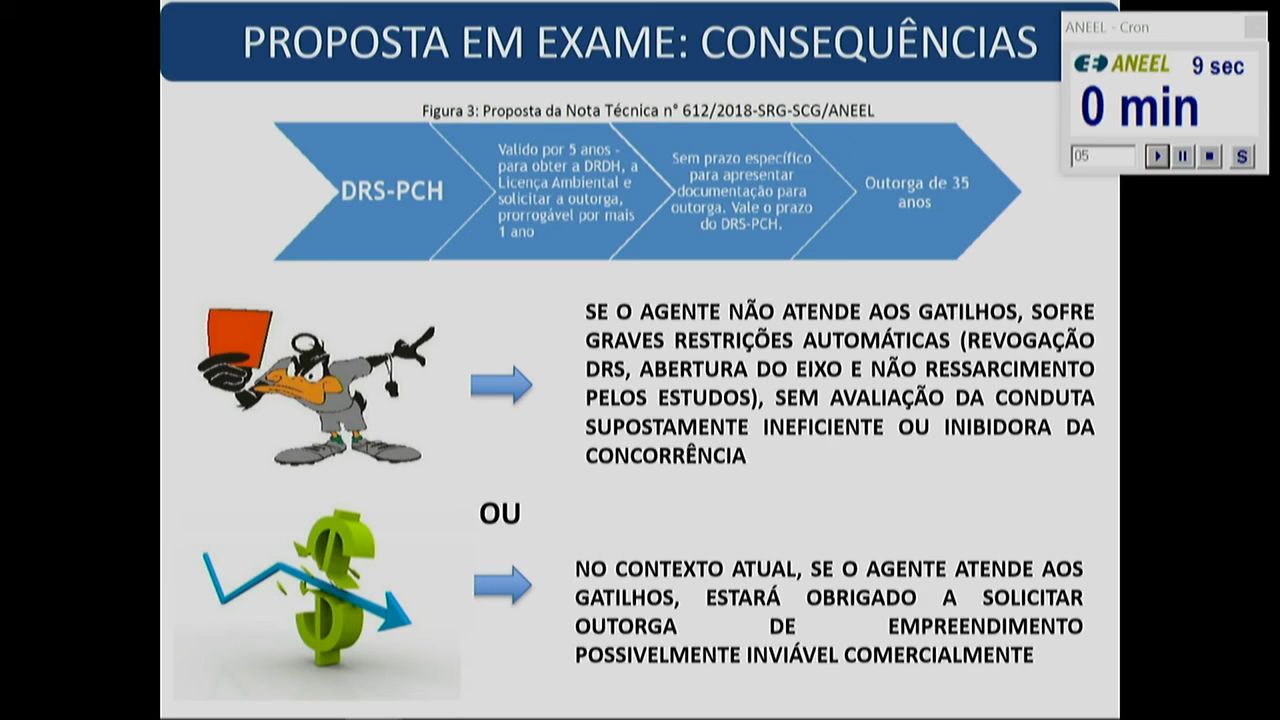 PROPOSTA EM EXAME: CONSEQUÊNCIAS
ANEEL - Cron
ANEEL
9 sec
0 min
05
S
Figura 3: Proposta da Nota Técnica n° 612/2018-SRG-SCG/ANEEL
DRS-PCH
Valido por 5 anos -
para obter a DRDH, a
Licença Ambiental e
solicitar a outorga,
prorrogável por mais
1 ano
Sem prazo específico
para apresentar
documentação para
outorga. Vale o prazo
do DRS-PCH.
Outorga de 35
anos
SE O AGENTE NÃO ATENDE AOS GATILHOS, SOFRE
GRAVES RESTRIÇÕES AUTOMÁTICAS (REVOGAÇÃO
DRS, ABERTURA DO EIXO E NÃO RESSARCIMENTO
PELOS ESTUDOS), SEM AVALIAÇÃO DA CONDUTA
SUPOSTAMENTE INEFICIENTE OU INIBIDORA DA
CONCORRÊNCIA
OU
NO CONTEXTO ATUAL, SE O AGENTE ATENDE AOS
GATILHOS, ESTARÁ OBRIGADO A SOLICITAR
OUTORGA DE EMPREENDIMENTO
POSSIVELMENTE INVIÁVEL COMERCIALMENTE